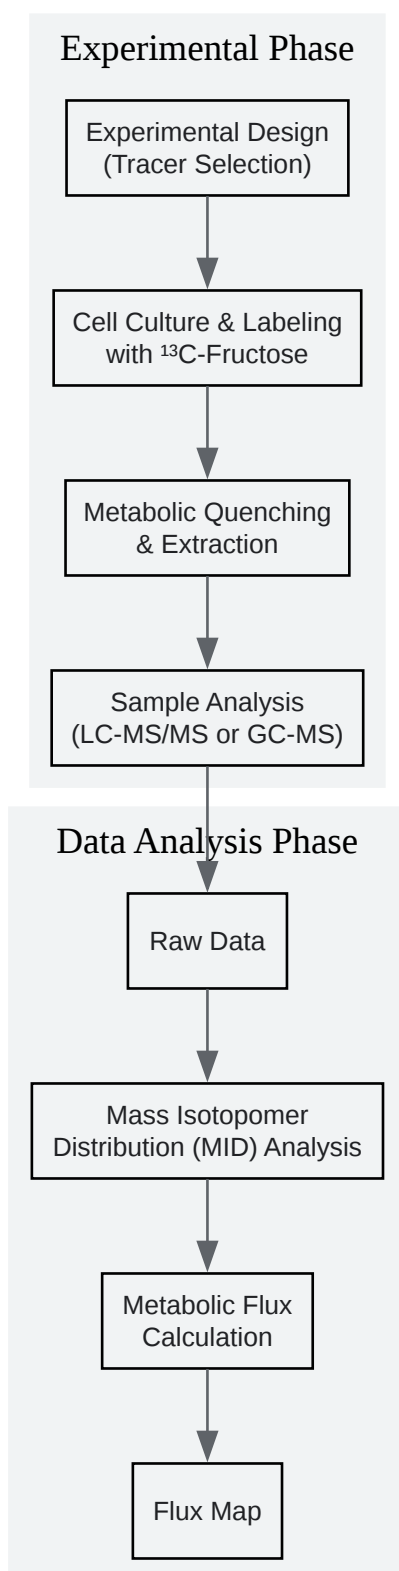 Experimental Phase
Experimental Design
(Tracer Selection)
Cell Culture & Labeling
with ¹³C-Fructose
Metabolic Quenching
& Extraction
Sample Analysis
(LC-MS/MS or GC-MS)
Data Analysis Phase
Raw Data
Mass Isotopomer
Distribution (MID) Analysis
Metabolic Flux
Calculation
Flux Map